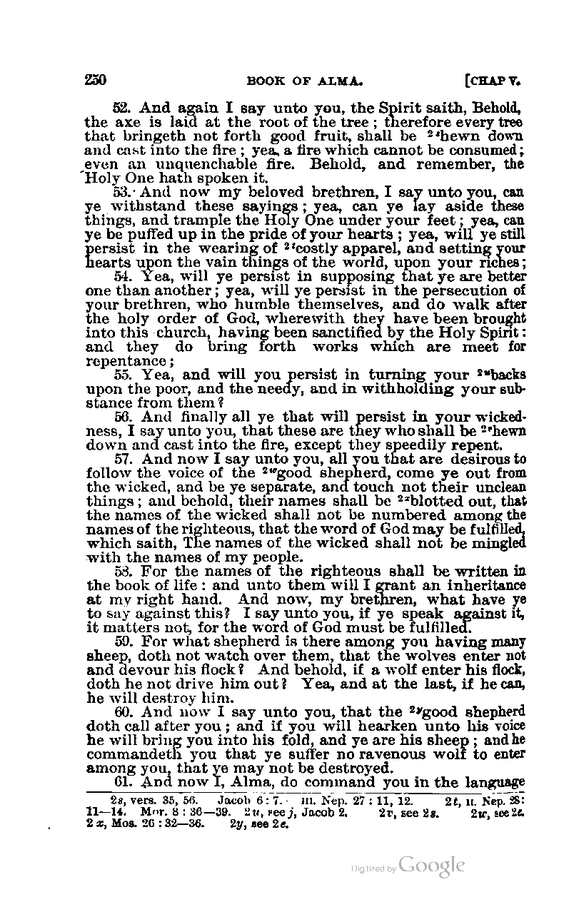 250 BOOK OF ALMA. [CHAP V.
52. And again I say unto you, the Spirit saith, Behold,
the axe is laid at the root of the tree; therefore every tree
that bringeth not forth good fruit, shall be ²ˢhewn down
and cast into the fire; yea, a fire which cannot be consumed;
even an unquenchable fire. Behold, and remember, the
Holy One hath spoken it.
53. And now my beloved brethren, I say unto you, can
ye withstand these sayings; yea, can ye lay aside these
things, and trample the Holy One under your feet; yea, can
ye be puffed up in the pride of your hearts; yea, will ye still
persist in the wearing of ²ᵗcostly apparel, and setting your
hearts upon the vain things of the world, upon your riches;
54. Yea, will ye persist in supposing that ye are better
one than another; yea, will ye persist in the persecution of
your brethren, who humble themselves, and do walk after
the holy order of God, wherewith they have been brought
into this church, having been sanctified by the Holy Spirit:
and they do bring forth works which are meet for
repentance;
55. Yea, and will you persist in turning your ²ᵘbacks
upon the poor, and the needy, and in withholding your sub-
stance from them?
56. And finally all ye that will persist in your wicked-
ness, I say unto you, that these are they who shall be ²ᵛhewn
down and cast into the fire, except they speedily repent.
57. And now I say unto you, all you that are desirous to
follow the voice of the ²ʷgood shepherd, come ye out from
the wicked, and be ye separate, and touch not their unclean
things; and behold, their names shall be ²ˣblotted out, that
the names of the wicked shall not be numbered among the
names of the righteous, that the word of God may be fulfilled,
which saith, The names of the wicked shall not be mingled
with the names of my people.
58. For the names of the righteous shall be written in
the book of life: and unto them will I grant an inheritance
at my right hand. And now, my brethren, what have ye
to say against this? I say unto you, if ye speak against it,
it matters not, for the word of God must be fulfilled.
59. For what shepherd is there among you having many
sheep, doth not watch over them, that the wolves enter not
and devour his flock? And behold, if a wolf enter his flock,
doth he not drive him out? Yea, and at the last, if he can,
he will destroy him.
60. And now I say unto you, that the ²ʸgood shepherd
doth call after you; and if you will hearken unto his voice
he will bring you into his fold, and ye are his sheep; and he
commandeth you that ye suffer no ravenous wolf to enter
among you, that ye may not be destroyed.
61. And now I, Alma, do command you in the language
2s, vers. 35, 56. Jacob 6:7. III. Nep. 27:11, 12. 2t, II. Nep. 28:
11—14. Mor. 8:36—39. 2u, see j, Jacob 2. 2v, see 2s. 2w, see 2e.
2x, Mos. 26:32—36. 2y, see 2e.
Digitized by Google